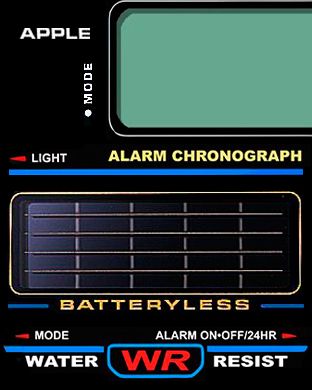 APPLE
MODE
LIGHT
ALARM CHRONOGRAPH
BATTERYLESS
MODE
ALARM ON•OFF/24HR
WATER WR RESIST